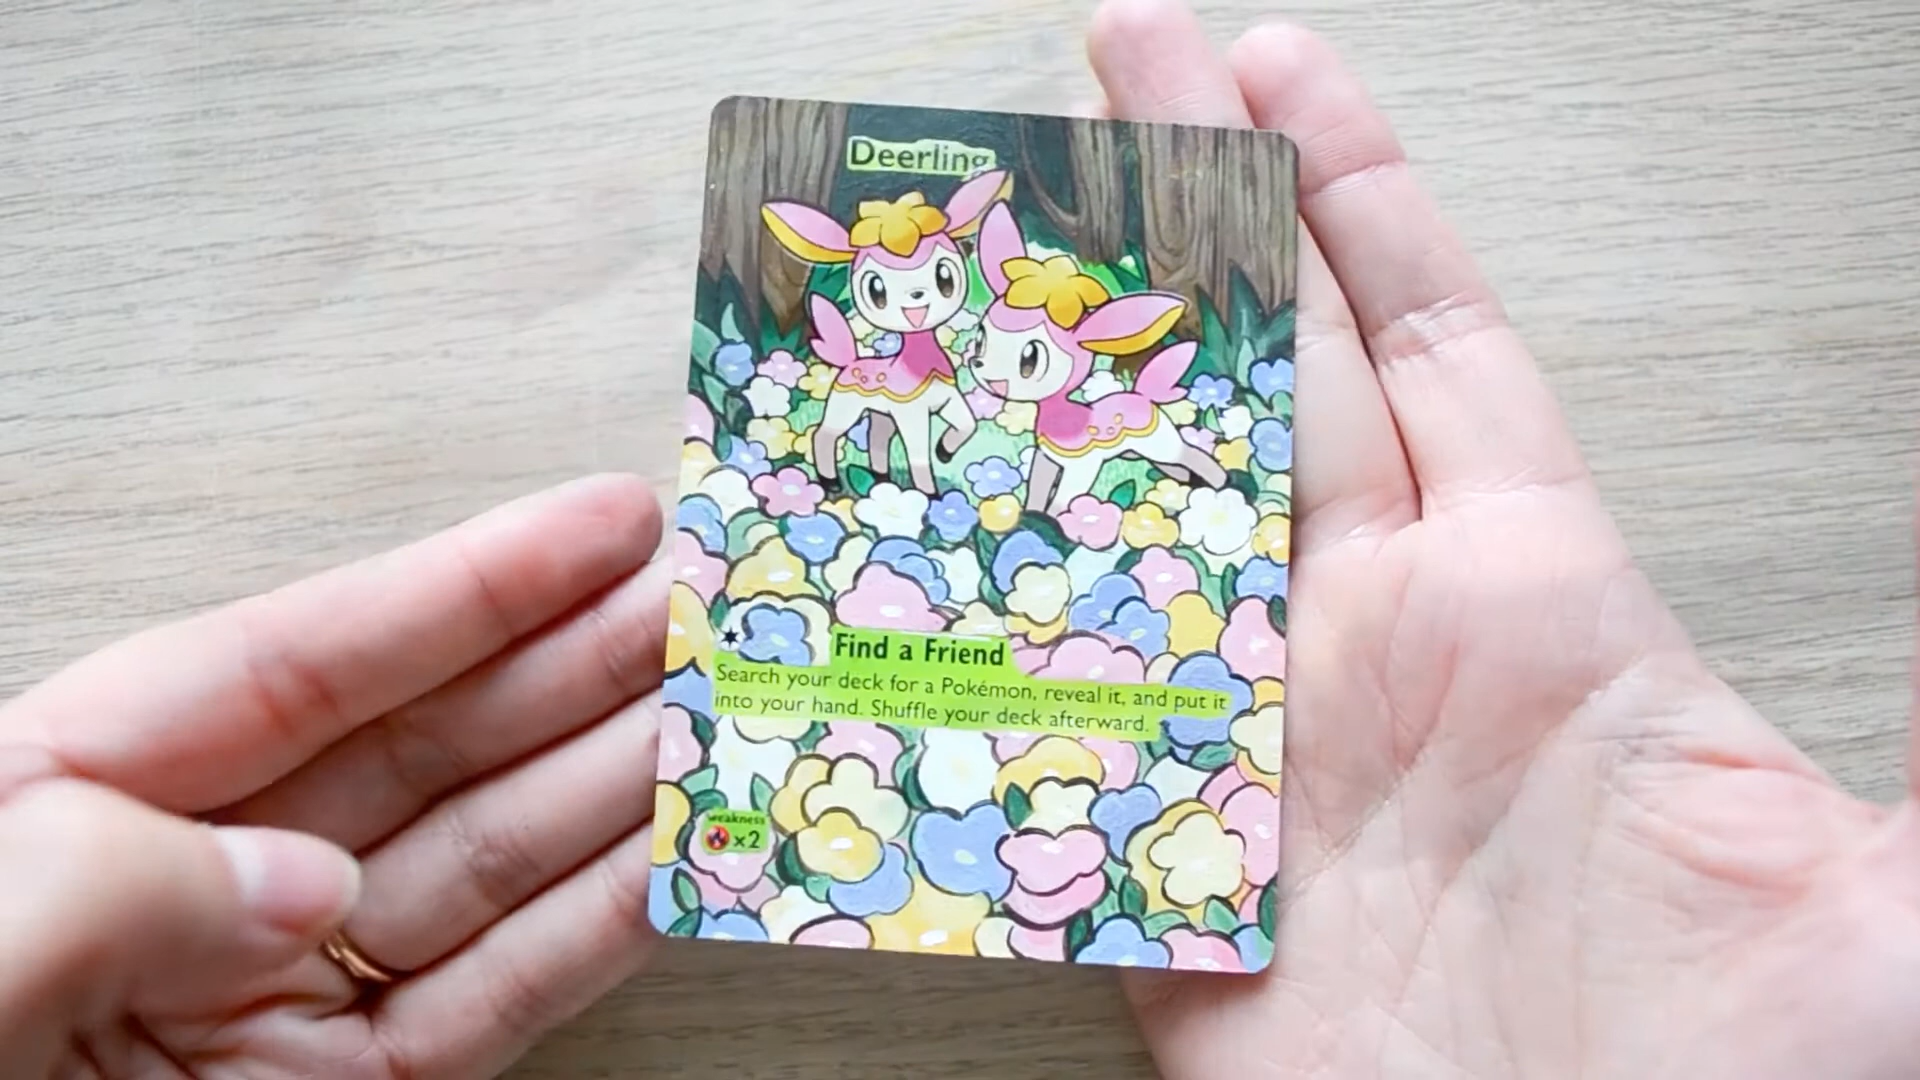 Deerling
Find a Friend
Search your deck for a Pokémon, reveal it, and put it
into your hand. Shuffle your deck afterward.
weakness
x2